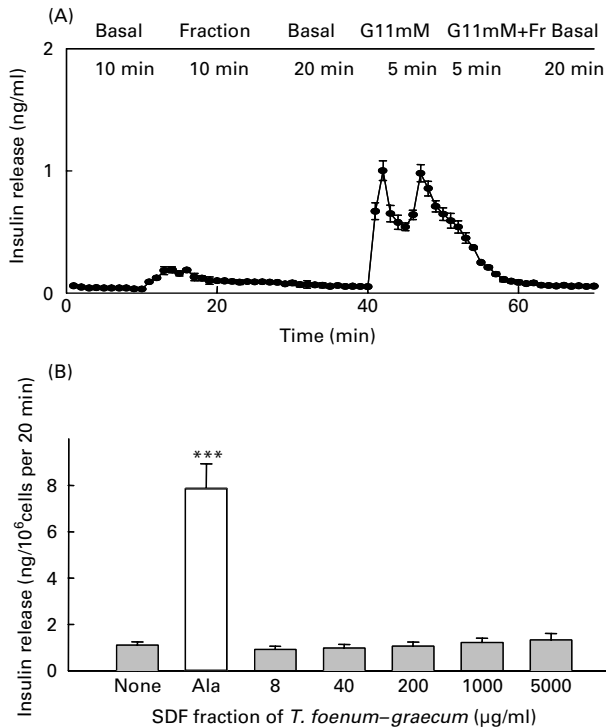 (A)
Basal Fraction Basal G11mM G11mM+Fr Basal
10 min 10 min 20 min 5 min 5 min 20 min
Insulin release (ng/ml)
2
1
0
0 20 40 60
Time (min)
(B)
Insulin release (ng/10⁶cells per 20 min)
8
6
4
2
0
***
None Ala 8 40 200 1000 5000
SDF fraction of T. foenum–graecum (µg/ml)